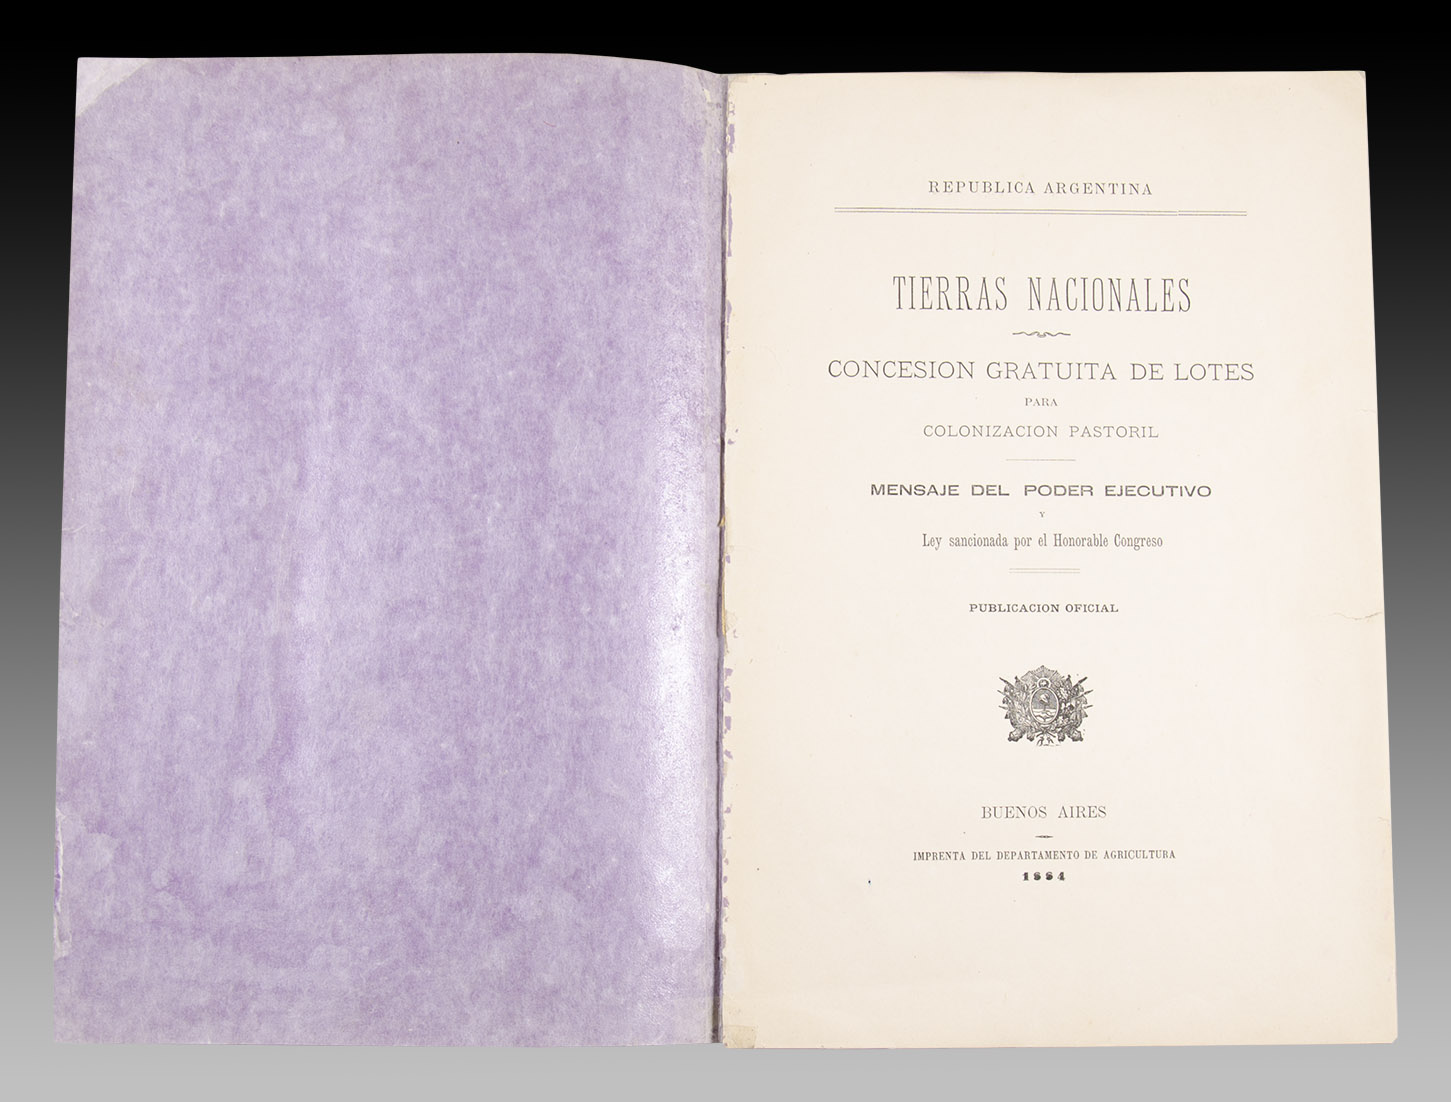 REPUBLICA ARGENTINA
TIERRAS NACIONALES
CONCESION GRATUITA DE LOTES
PARA
COLONIZACION PASTORIL
MENSAJE DEL PODER EJECUTIVO
Y
Ley sancionada por el Honorable Congreso
PUBLICACION OFICIAL
BUENOS AIRES
IMPRENTA DEL DEPARTAMENTO DE AGRICULTURA
1884